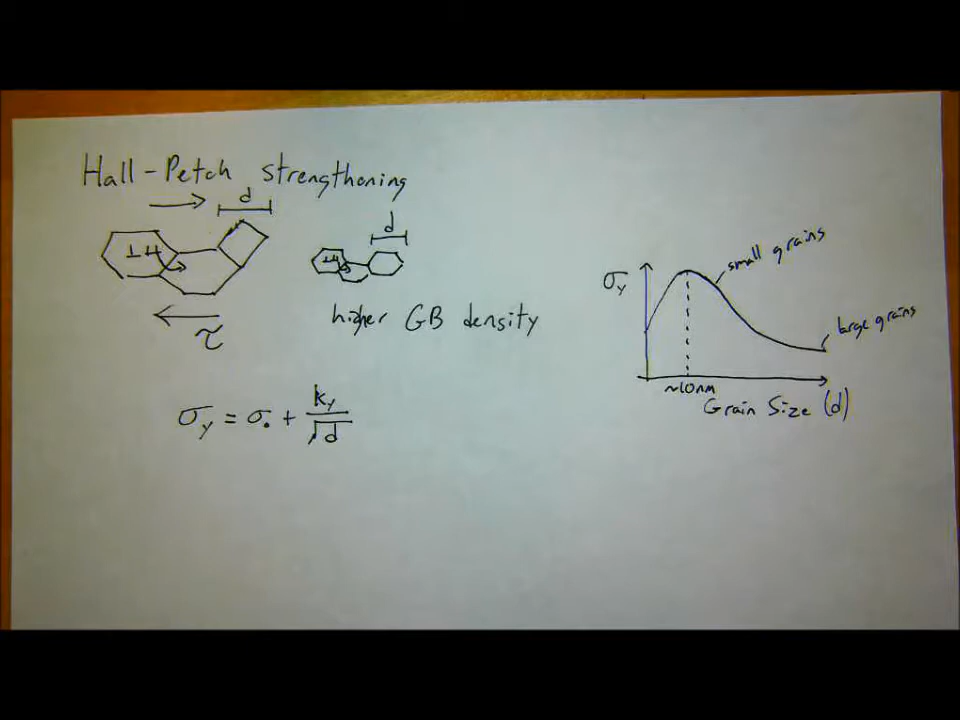 Hall-Petch strengthening
d
d
τ
higher GB density
σy = σ₀ + ky/√d
σy
small grains
large grains
~10nm
Grain Size (d)